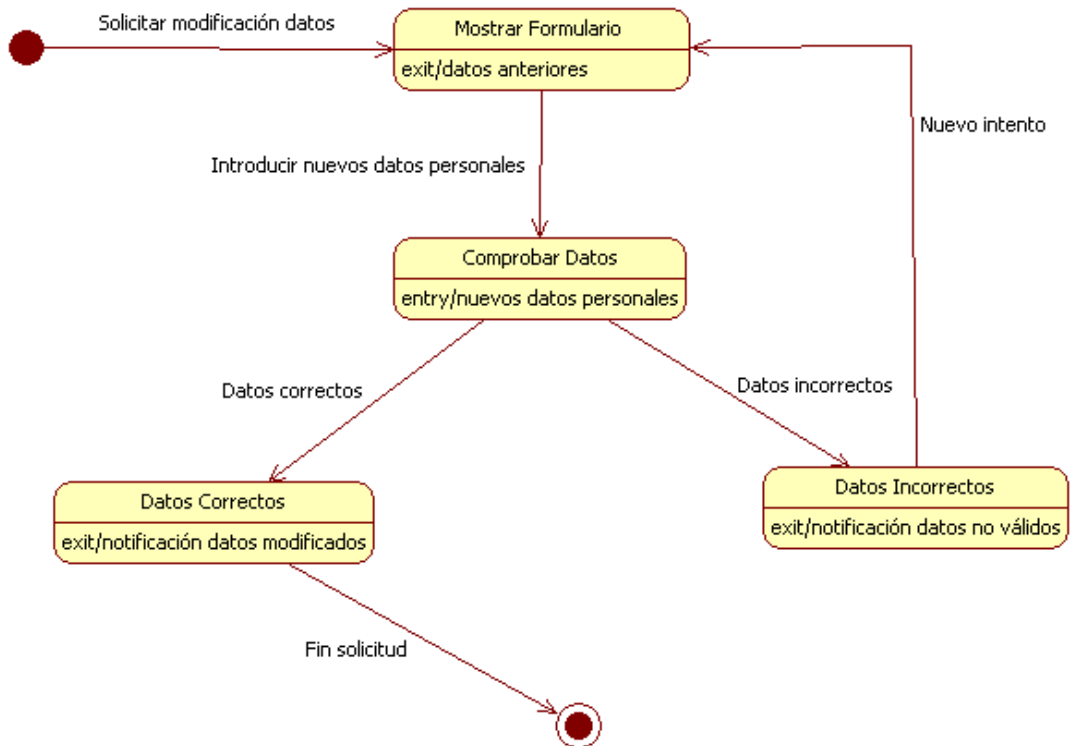 Solicitar modificación datos
Mostrar Formulario
exit/datos anteriores
Nuevo intento
Introducir nuevos datos personales
Comprobar Datos
entry/nuevos datos personales
Datos correctos
Datos incorrectos
Datos Correctos
exit/notificación datos modificados
Datos Incorrectos
exit/notificación datos no válidos
Fin solicitud